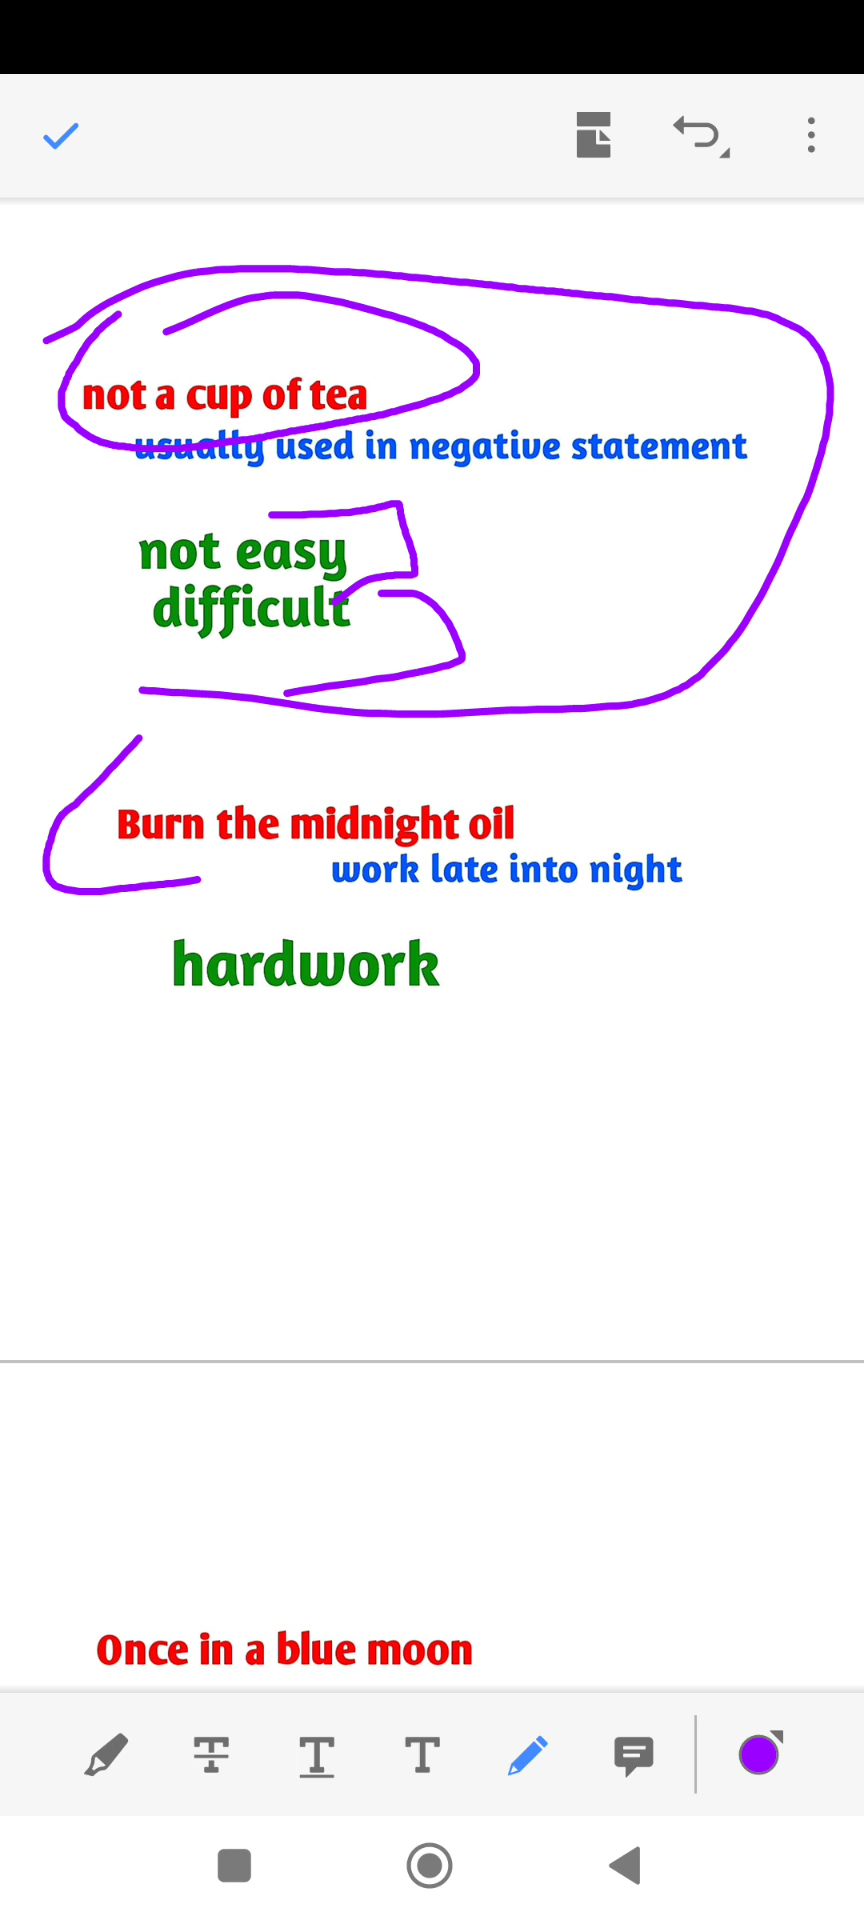 not a cup of tea
usually used in negative statement
not easy
difficult
Burn the midnight oil
work late into night
hardwork
Once in a blue moon